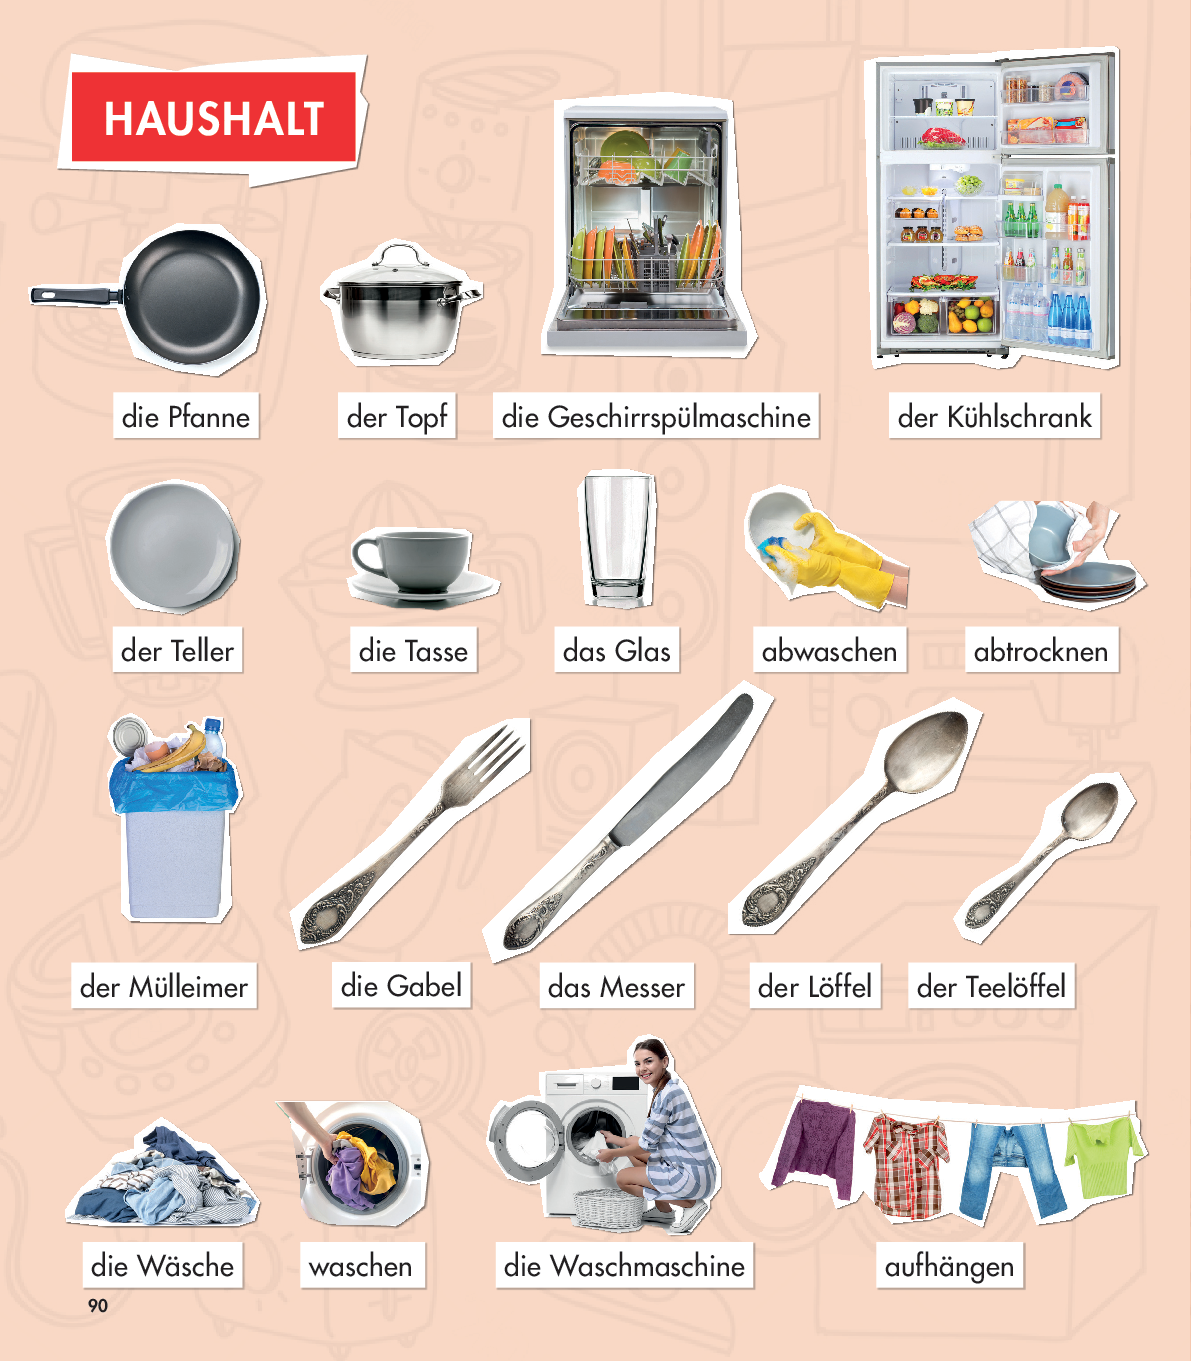 HAUSHALT
die Pfanne
der Topf
die Geschirrspülmaschine
der Kühlschrank
der Teller
die Tasse
das Glas
abwaschen
abtrocknen
der Mülleimer
die Gabel
das Messer
der Löffel
der Teelöffel
die Wäsche
waschen
die Waschmaschine
aufhängen
90